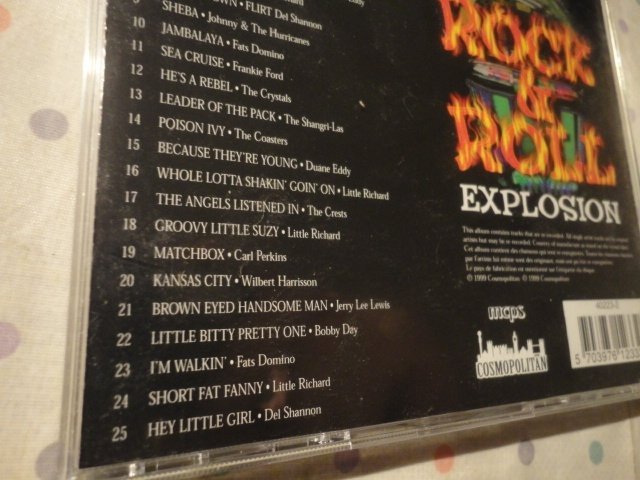 FLIRT Del Shannon
9 SHEBA • Johnny & The Hurricanes
10 JAMBALAYA • Fats Domino
11 SEA CRUISE • Frankie Ford
12 HE'S A REBEL • The Crystals
13 LEADER OF THE PACK • The Shangri-Las
14 POISON IVY • The Coasters
15 BECAUSE THEY'RE YOUNG • Duane Eddy
16 WHOLE LOTTA SHAKIN' GOIN' ON • Little Richard
17 THE ANGELS LISTENED IN • The Crests
18 GROOVY LITTLE SUZY • Little Richard
19 MATCHBOX • Carl Perkins
20 KANSAS CITY • Wilbert Harrisson
21 BROWN EYED HANDSOME MAN • Jerry Lee Lewis
22 LITTLE BITTY PRETTY ONE • Bobby Day
23 I'M WALKIN' • Fats Domino
24 SHORT FAT FANNY • Little Richard
25 HEY LITTLE GIRL • Del Shannon
ROCK
&
ROLL
EXPLOSION
© 1999 Cosmopolitan © 1999 Cosmopolitan
mcps
COSMOPOLITAN